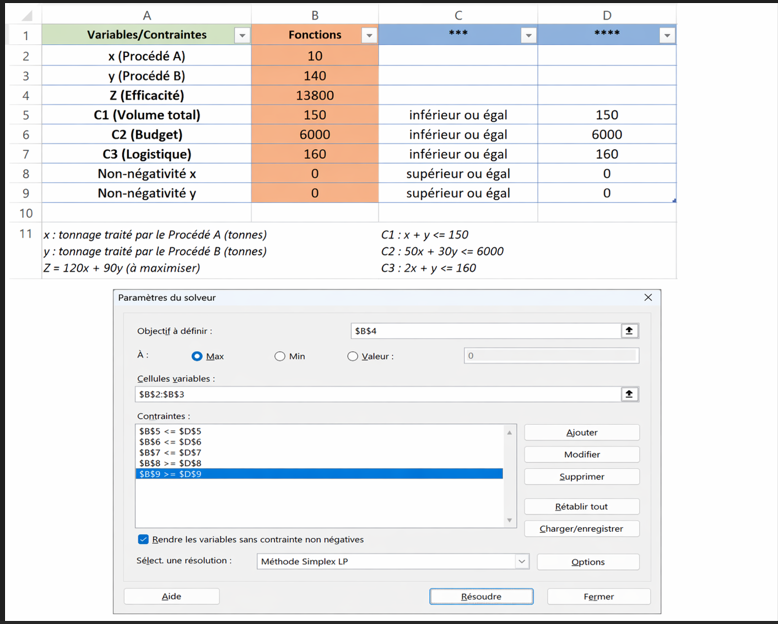 A B C D
1 Variables/Contraintes Fonctions *** ****
2 x (Procédé A) 10
3 y (Procédé B) 140
4 Z (Efficacité) 13800
5 C1 (Volume total) 150 inférieur ou égal 150
6 C2 (Budget) 6000 inférieur ou égal 6000
7 C3 (Logistique) 160 inférieur ou égal 160
8 Non-négativité x 0 supérieur ou égal 0
9 Non-négativité y 0 supérieur ou égal 0
10
11 x : tonnage traité par le Procédé A (tonnes) C1 : x + y <= 150
y : tonnage traité par le Procédé B (tonnes) C2 : 50x + 30y <= 6000
Z = 120x + 90y (à maximiser) C3 : 2x + y <= 160
Paramètres du solveur
Objectif à définir : $B$4
À : Max Min Valeur : 0
Cellules variables :
$B$2:$B$3
Contraintes :
$B$5 <= $D$5
$B$6 <= $D$6
$B$7 <= $D$7
$B$8 >= $D$8
$B$9 >= $D$9
Ajouter
Modifier
Supprimer
Rétablir tout
Charger/enregistrer
Rendre les variables sans contrainte non négatives
Sélect. une résolution : Méthode Simplex LP Options
Aide Résoudre Fermer